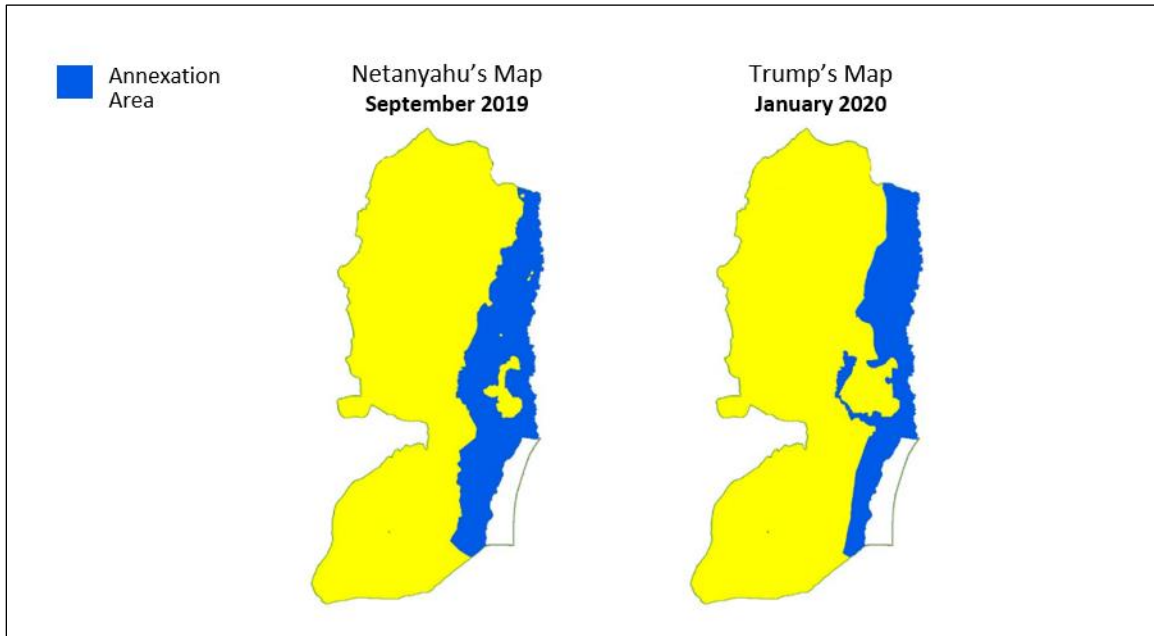 Annexation
Area
Netanyahu’s Map
September 2019
Trump’s Map
January 2020